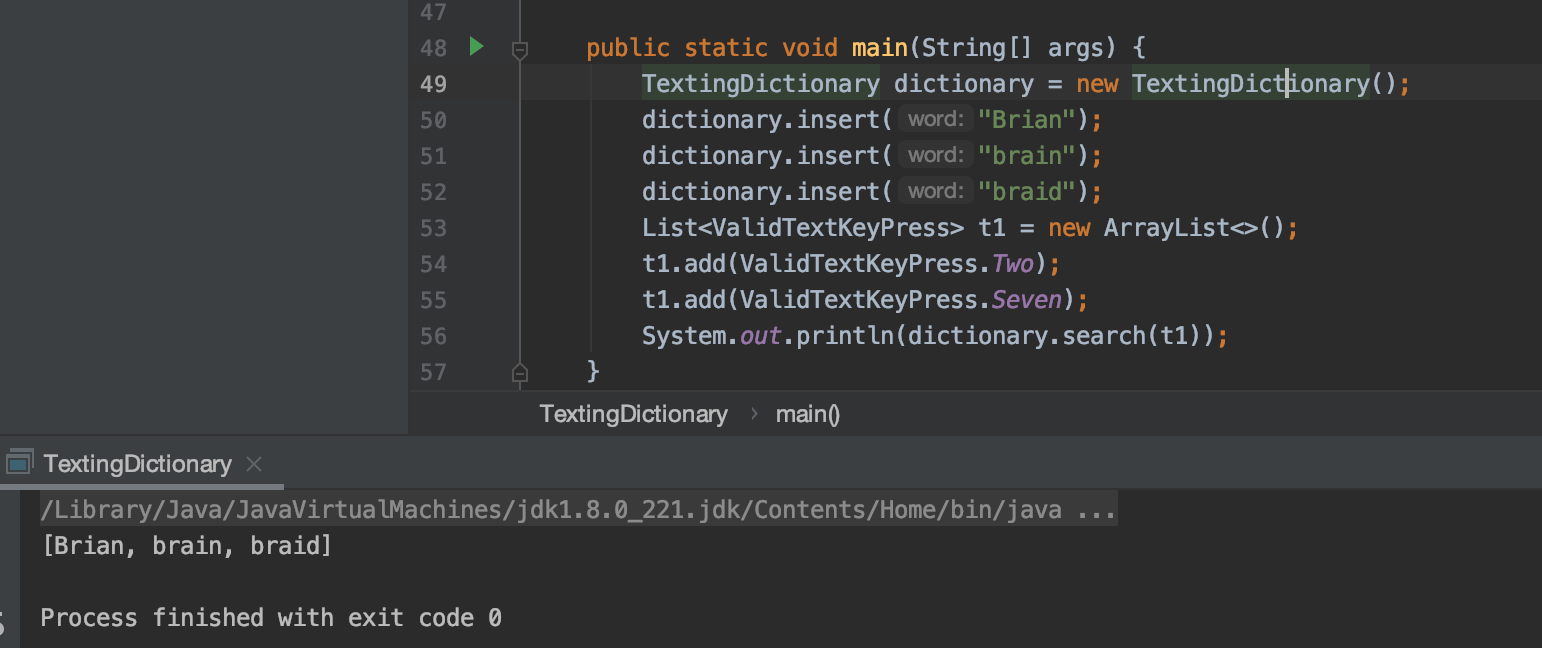 47
48 public static void main(String[] args) {
49 TextingDictionary dictionary = new TextingDictionary();
50 dictionary.insert( word: "Brian");
51 dictionary.insert( word: "brain");
52 dictionary.insert( word: "braid");
53 List<ValidTextKeyPress> t1 = new ArrayList<>();
54 t1.add(ValidTextKeyPress.Two);
55 t1.add(ValidTextKeyPress.Seven);
56 System.out.println(dictionary.search(t1));
57 }
TextingDictionary › main()
TextingDictionary ×
/Library/Java/JavaVirtualMachines/jdk1.8.0_221.jdk/Contents/Home/bin/java ...
[Brian, brain, braid]
Process finished with exit code 0